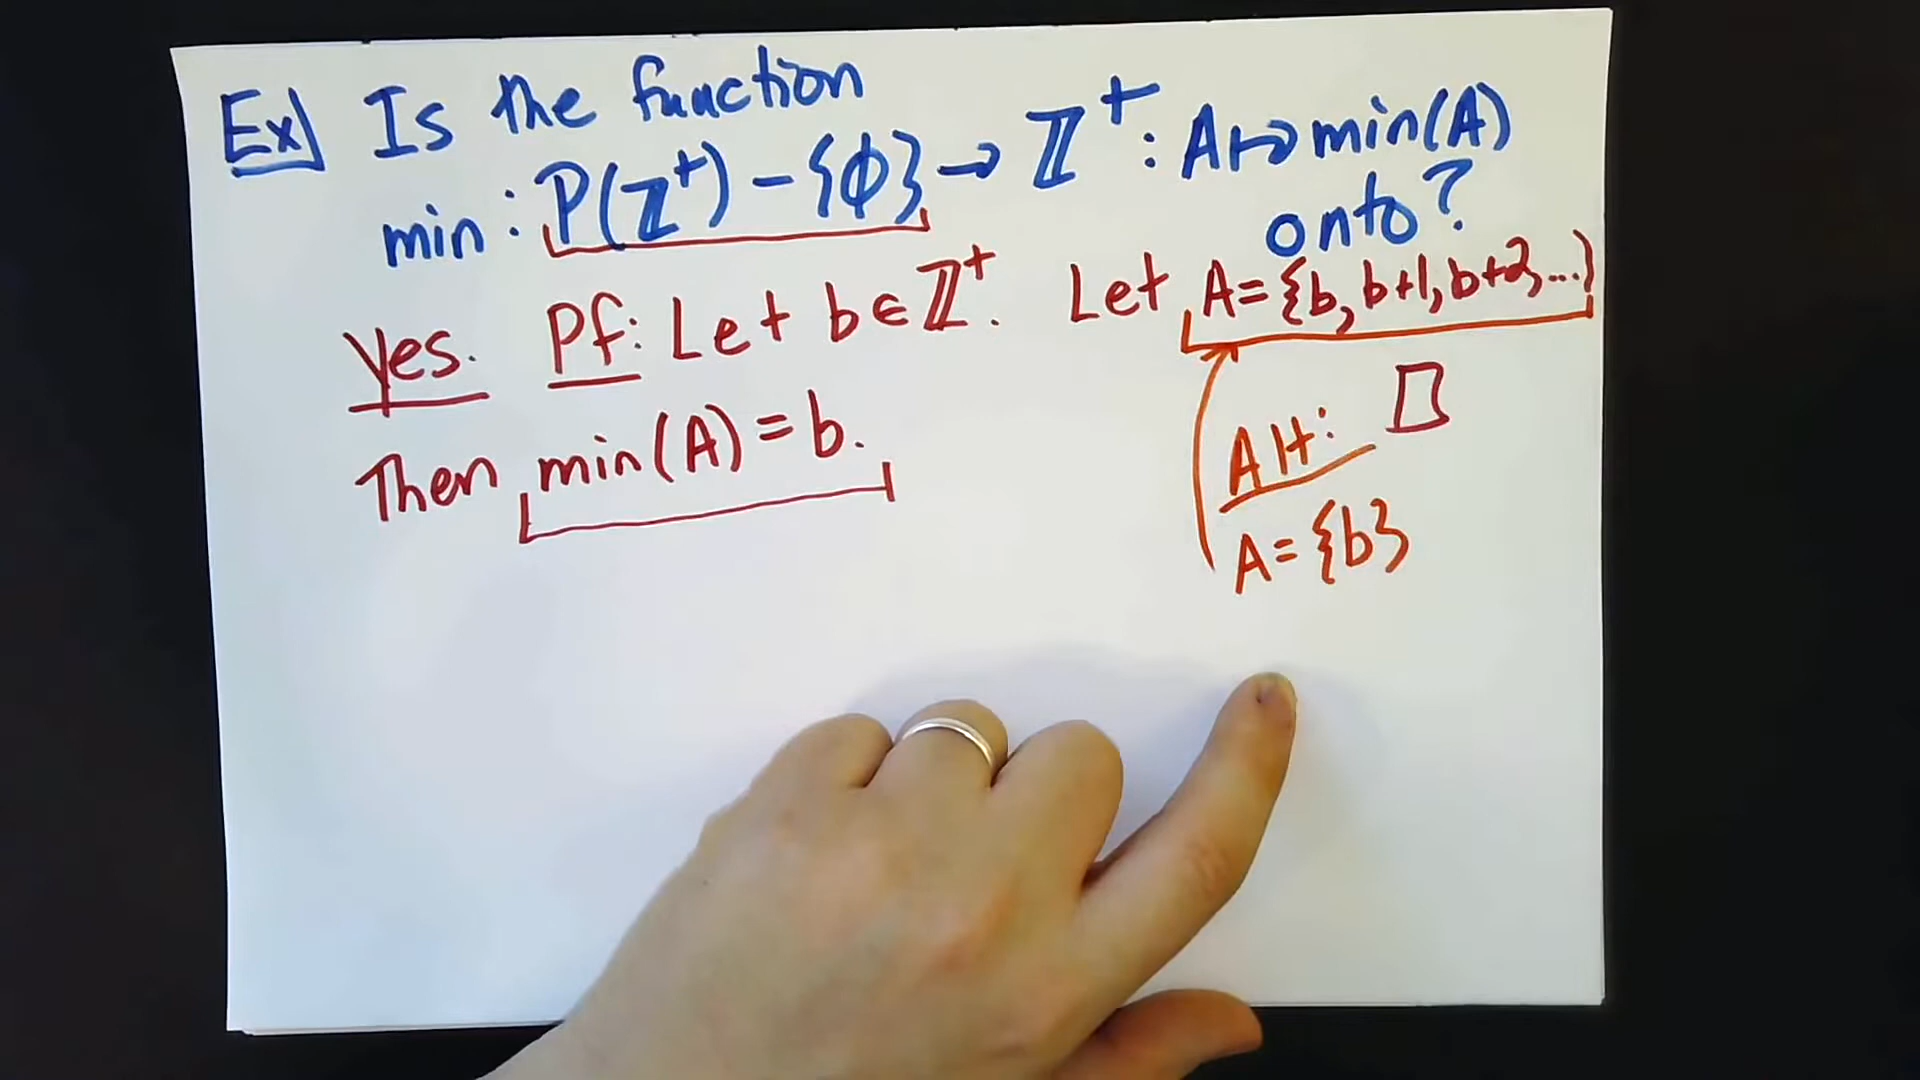 Ex] Is the function
min : P(ℤ⁺) - {ϕ} → ℤ⁺ : A ↦ min(A)
onto?
Yes. Pf: Let b ∈ ℤ⁺. Let A = {b, b+1, b+2, ...}
Then min(A) = b. □
Alt:
A = {b}